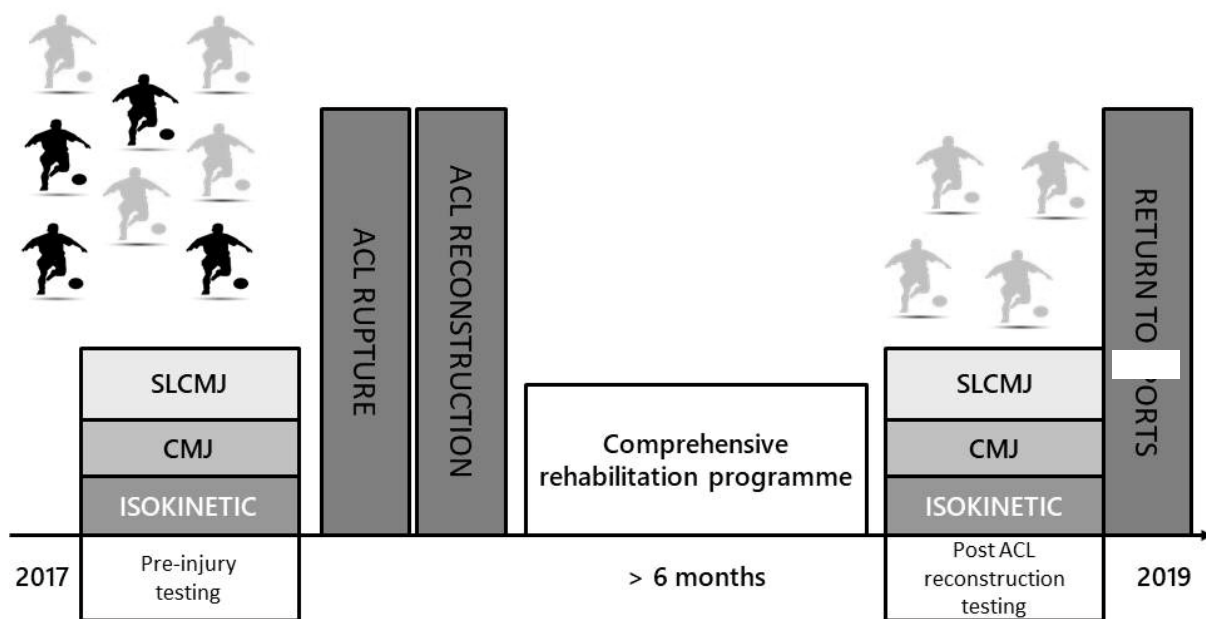 SLCMJ
CMJ
ISOKINETIC
2017
Pre-injury
testing
ACL RUPTURE
ACL RECONSTRUCTION
Comprehensive
rehabilitation programme
> 6 months
SLCMJ
CMJ
ISOKINETIC
Post ACL
reconstruction
testing
RETURN TO
2019